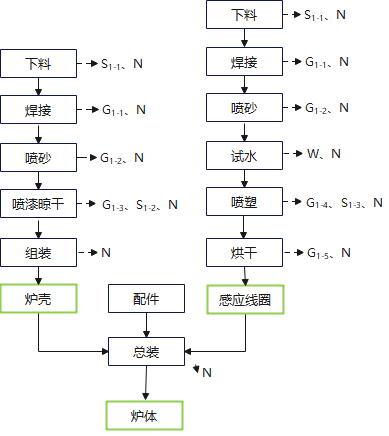 下料 S1-1、N
焊接 G1-1、N
喷砂 G1-2、N
喷漆晾干 G1-3、S1-2、N
组装 N
炉壳
下料 S1-1、N
焊接 G1-1、N
喷砂 G1-2、N
试水 W、N
喷塑 G1-4、S1-3、N
烘干 G1-5、N
感应线圈
配件
总装 N
炉体